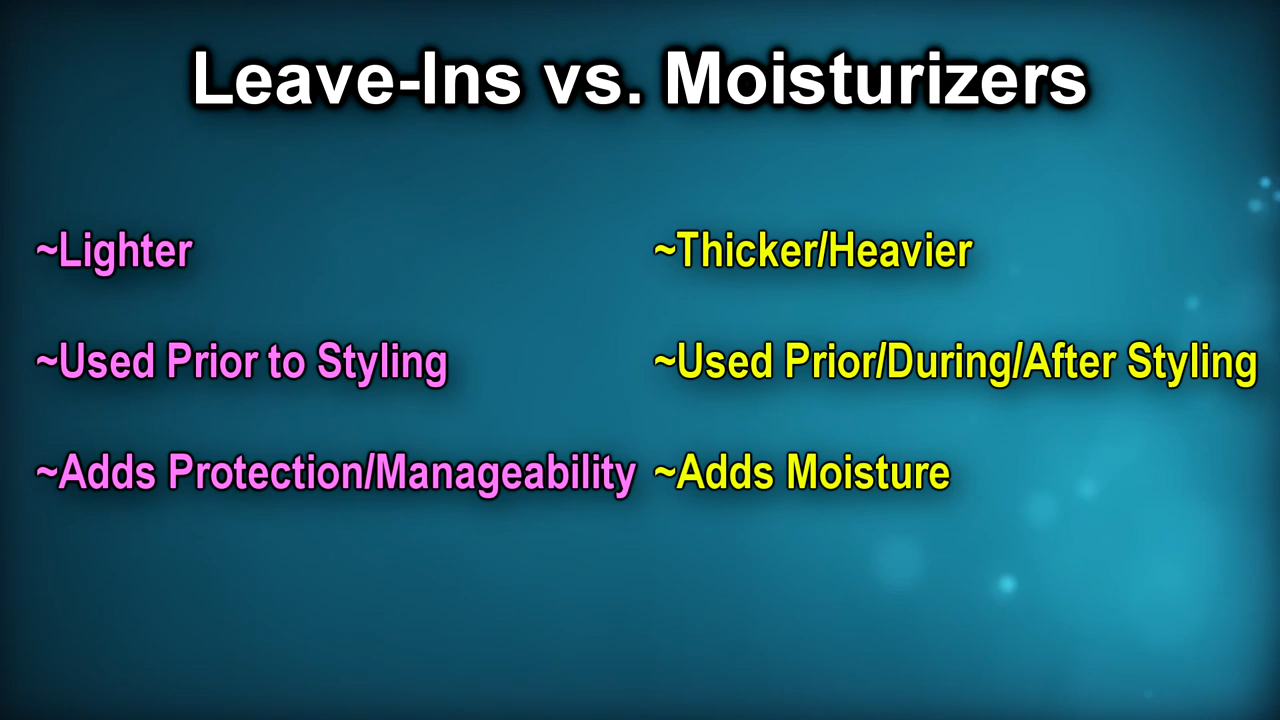 Leave-Ins vs. Moisturizers
~Lighter
~Used Prior to Styling
~Adds Protection/Manageability
~Thicker/Heavier
~Used Prior/During/After Styling
~Adds Moisture